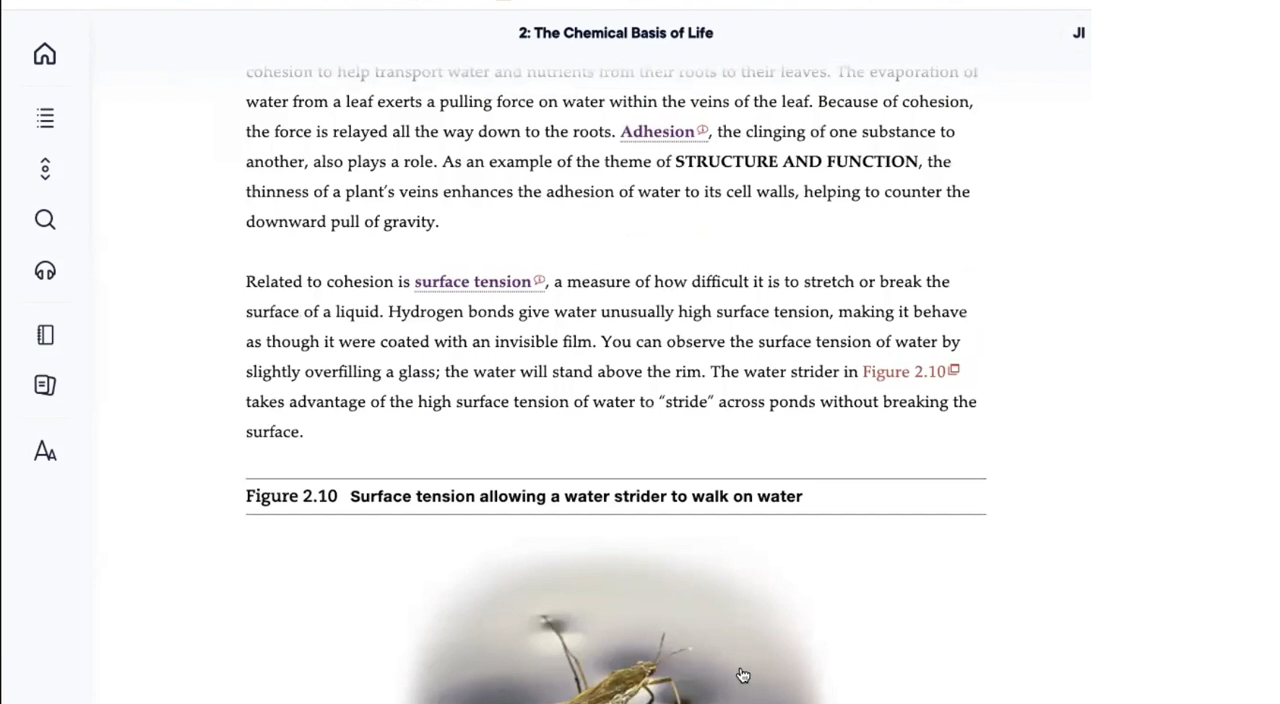 2: The Chemical Basis of Life
JI
cohesion to help transport water and nutrients from their roots to their leaves. The evaporation of
water from a leaf exerts a pulling force on water within the veins of the leaf. Because of cohesion,
the force is relayed all the way down to the roots. Adhesion, the clinging of one substance to
another, also plays a role. As an example of the theme of STRUCTURE AND FUNCTION, the
thinness of a plant’s veins enhances the adhesion of water to its cell walls, helping to counter the
downward pull of gravity.
Related to cohesion is surface tension, a measure of how difficult it is to stretch or break the
surface of a liquid. Hydrogen bonds give water unusually high surface tension, making it behave
as though it were coated with an invisible film. You can observe the surface tension of water by
slightly overfilling a glass; the water will stand above the rim. The water strider in Figure 2.10
takes advantage of the high surface tension of water to “stride” across ponds without breaking the
surface.
Figure 2.10 Surface tension allowing a water strider to walk on water